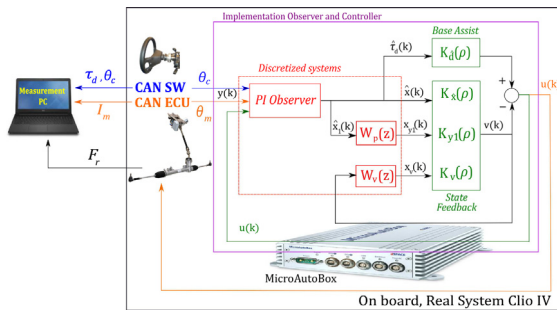 Implementation Observer and Controller
Base Assist
τ̂d(k)
Kd̂(ρ)
Discretized systems
τd, θc
CAN SW
θc
y(k)
PI Observer
x̂(k)
Kx̂(ρ)
+
−
u(k)
Measurement
PC
Im
CAN ECU
θm
x̂1(k)
Wp(z)
xy1(k)
Ky1(ρ)
v(k)
Fr
Wv(z)
xv(k)
Kv(ρ)
State
Feedback
u(k)
MicroAutoBox
MicroAutoBox
On board, Real System Clio IV